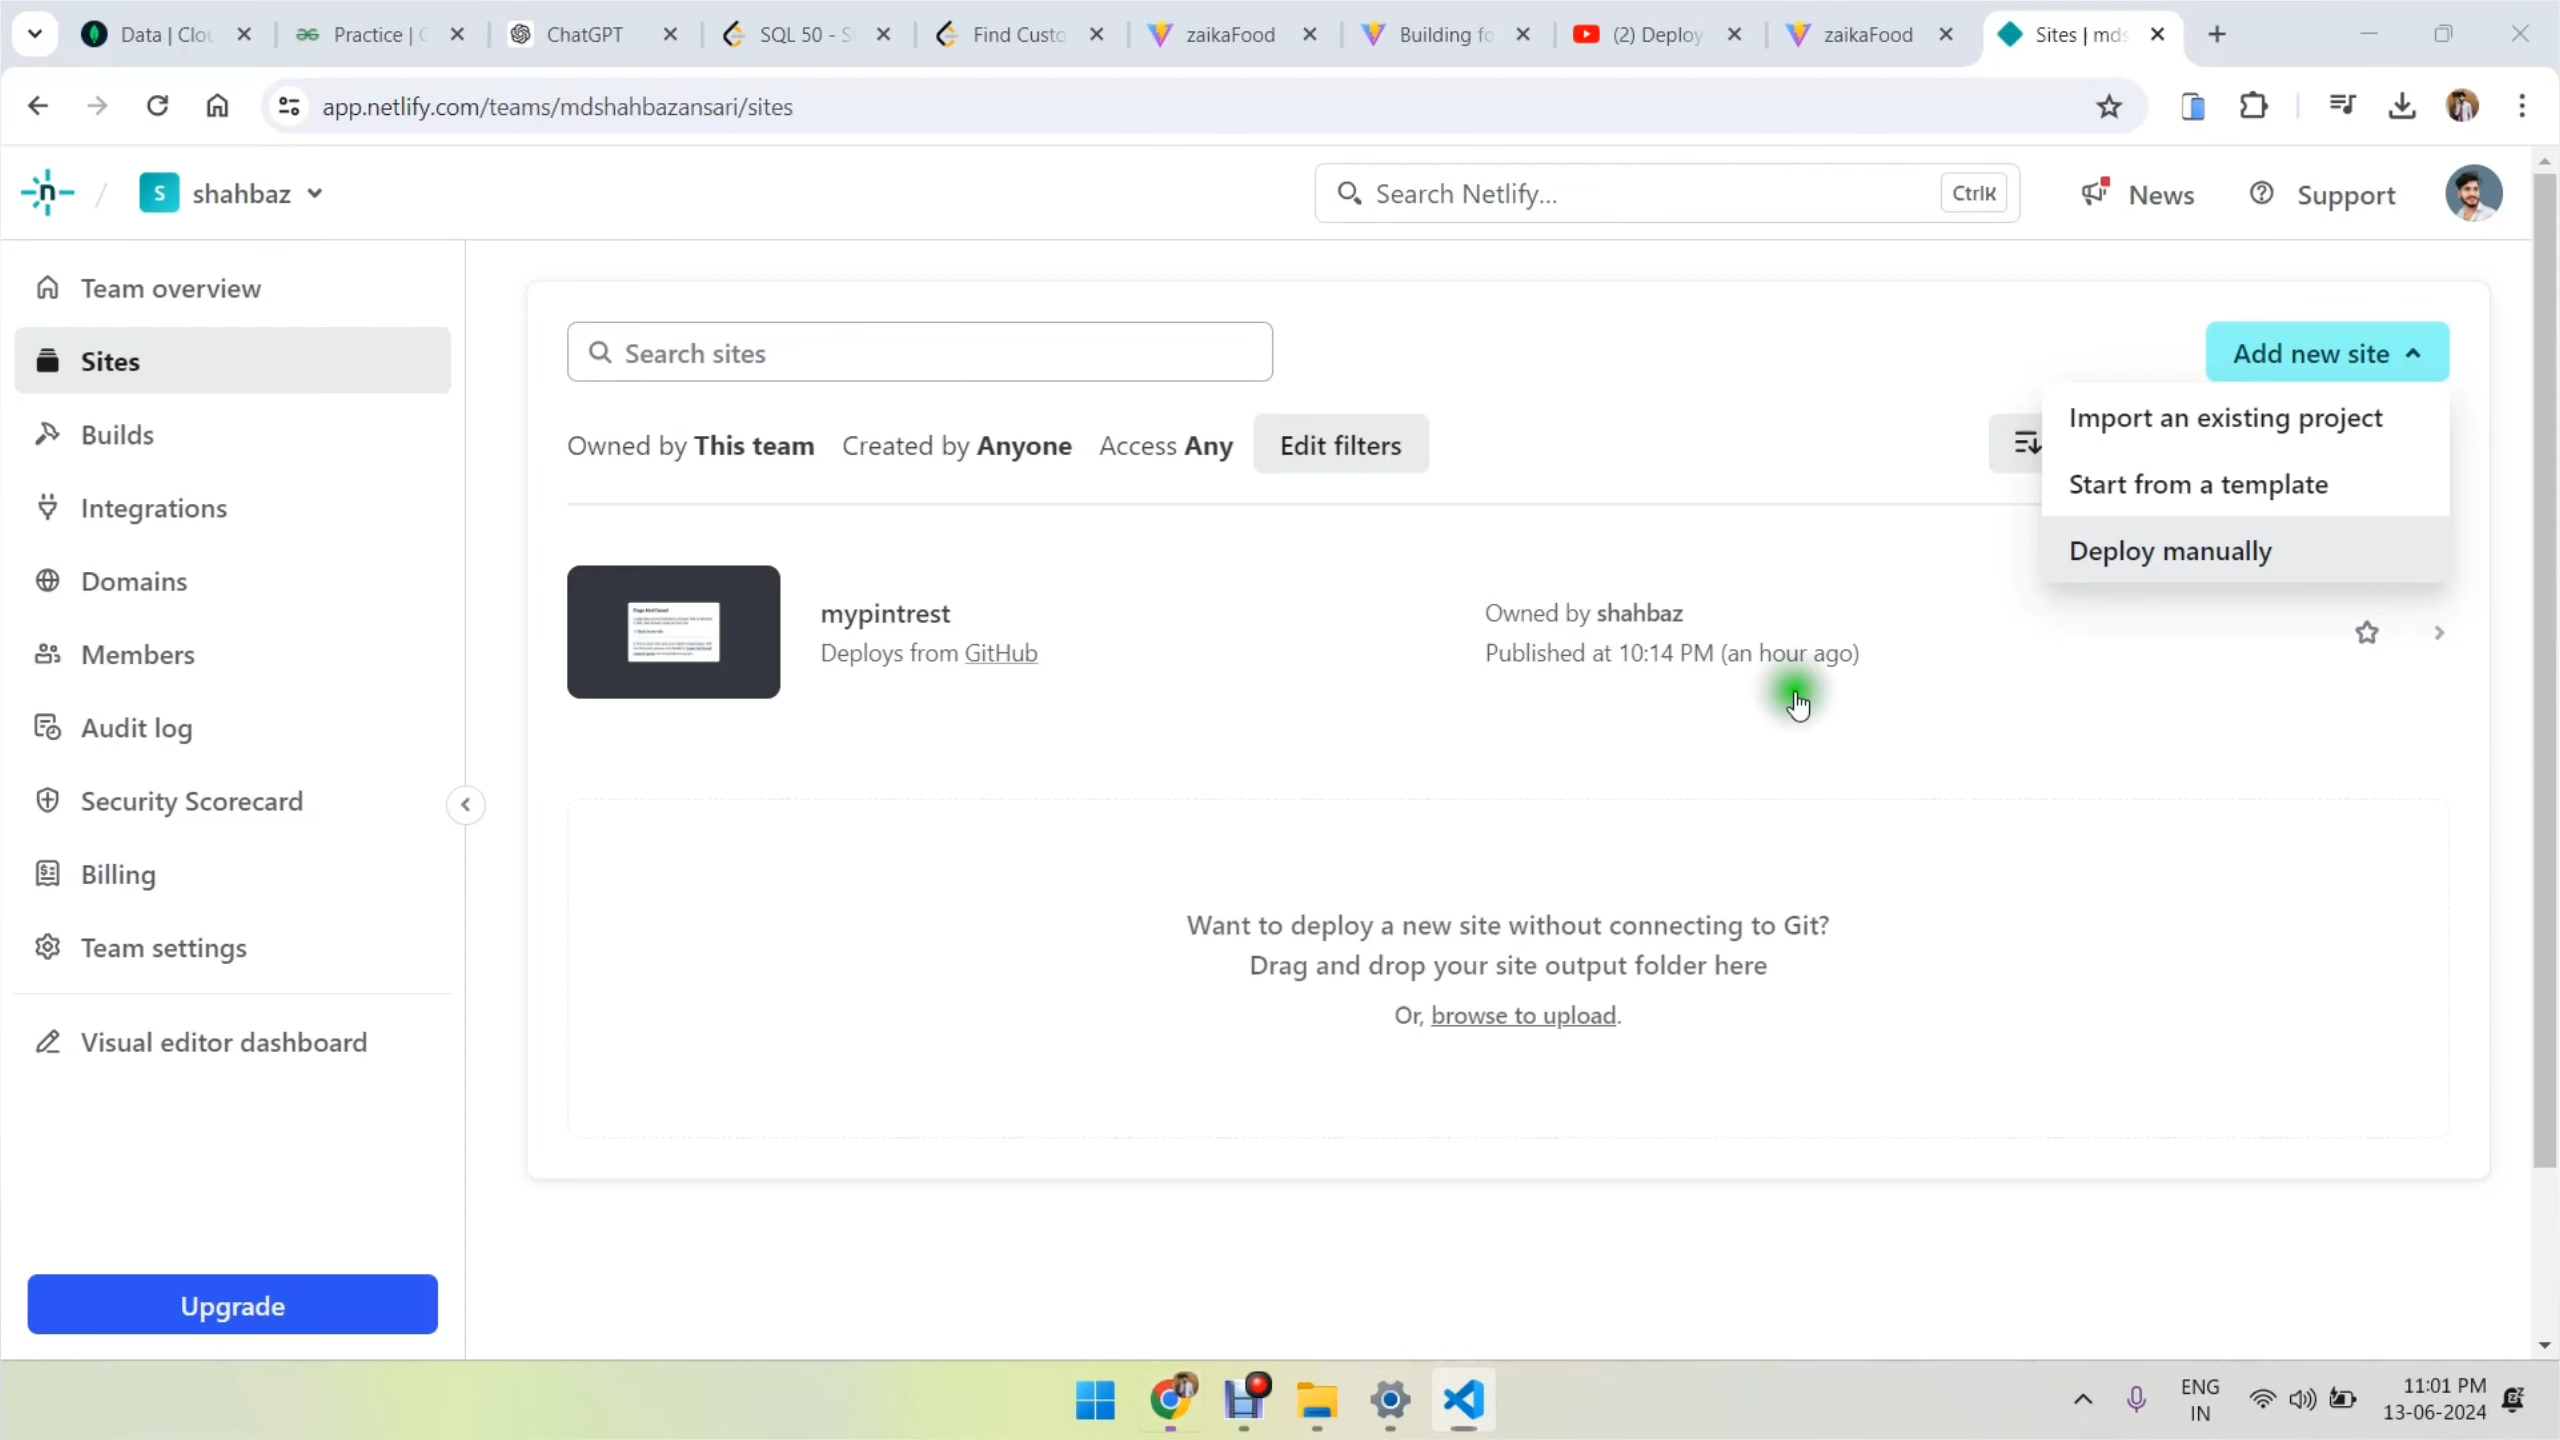 Data | Clou
Practice | G
ChatGPT
SQL 50 - S
Find Custo
zaikaFood
Building fo
(2) Deploy
zaikaFood
Sites | mds
app.netlify.com/teams/mdshahbazansari/sites
S
shahbaz
Search Netlify...
CtrlK
News
Support
Team overview
Sites
Builds
Integrations
Domains
Members
Audit log
Security Scorecard
Billing
Team settings
Visual editor dashboard
Upgrade
Search sites
Add new site
Import an existing project
Start from a template
Deploy manually
Owned by This team
Created by Anyone
Access Any
Edit filters
mypintrest
Deploys from GitHub
Owned by shahbaz
Published at 10:14 PM (an hour ago)
Want to deploy a new site without connecting to Git?
Drag and drop your site output folder here
Or, browse to upload.
ENG
IN
11:01 PM
13-06-2024